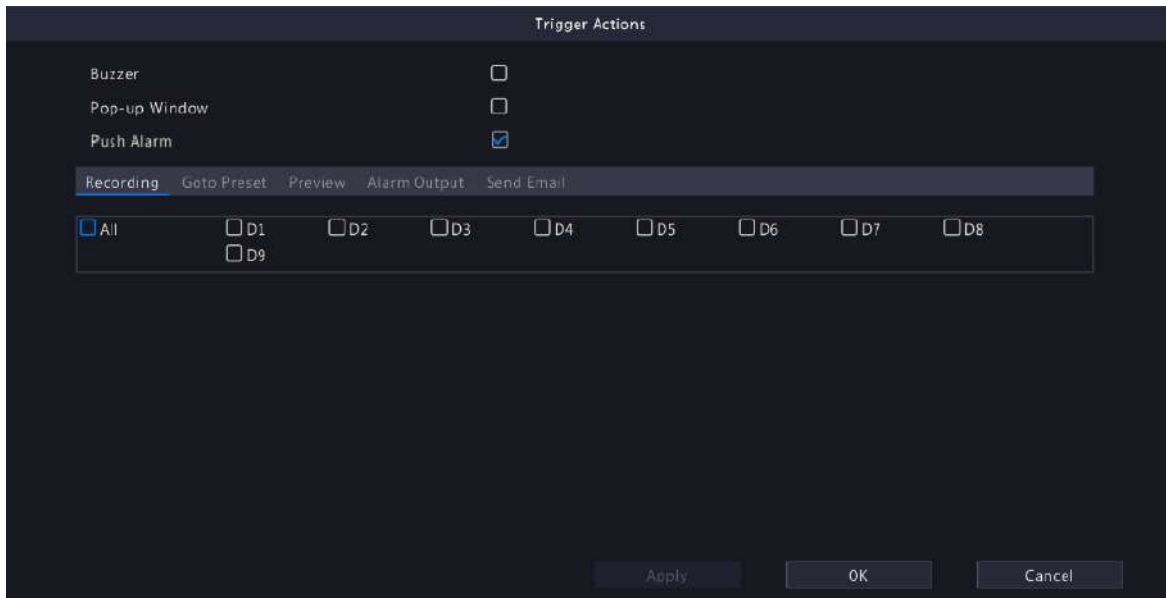 Trigger Actions
Buzzer
Pop-up Window
Push Alarm
Recording Goto Preset Preview Alarm Output Send Email
All D1 D2 D3 D4 D5 D6 D7 D8
D9
Apply OK Cancel